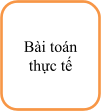 Bài toán
thực tế